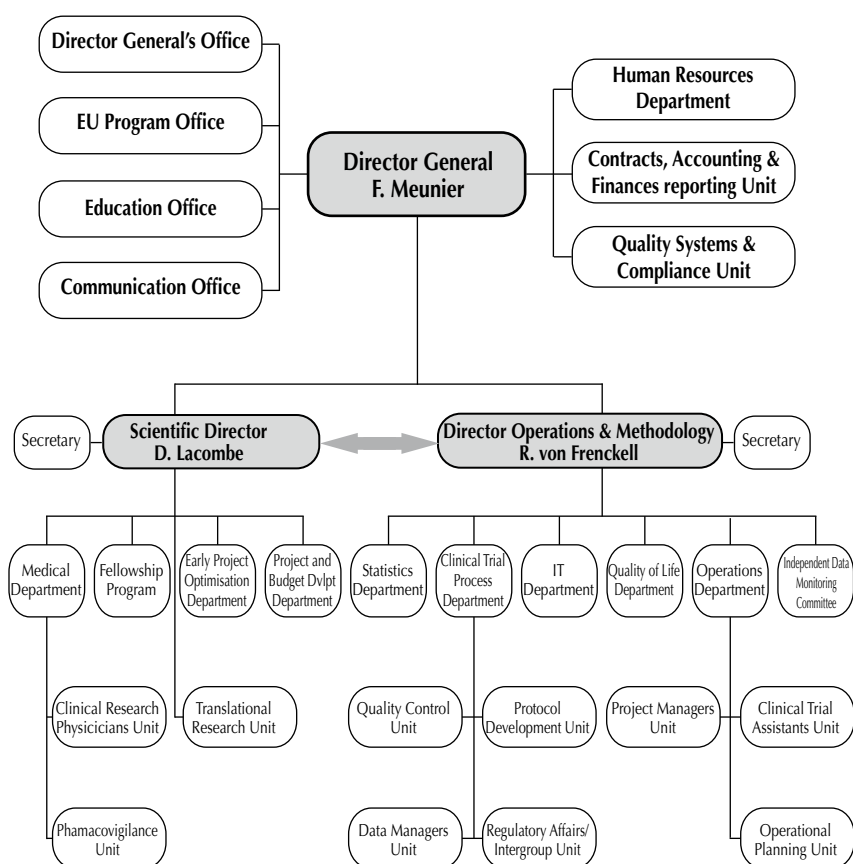 Director General's Office
EU Program Office
Education Office
Communication Office
Director General
F. Meunier
Human Resources
Department
Contracts, Accounting &
Finances reporting Unit
Quality Systems &
Compliance Unit
Secretary
Scientific Director
D. Lacombe
Director Operations & Methodology
R. von Frenckell
Secretary
Medical
Department
Fellowship
Program
Early Project
Optimisation
Department
Project and
Budget Dvlpt
Department
Statistics
Department
Clinical Trial
Process
Department
IT
Department
Quality of Life
Department
Operations
Department
Independent Data
Monitoring
Committee
Clinical Research
Physicicians Unit
Translational
Research Unit
Quality Control
Unit
Protocol
Development Unit
Project Managers
Unit
Clinical Trial
Assistants Unit
Phamacovigilance
Unit
Data Managers
Unit
Regulatory Affairs/
Intergroup Unit
Operational
Planning Unit